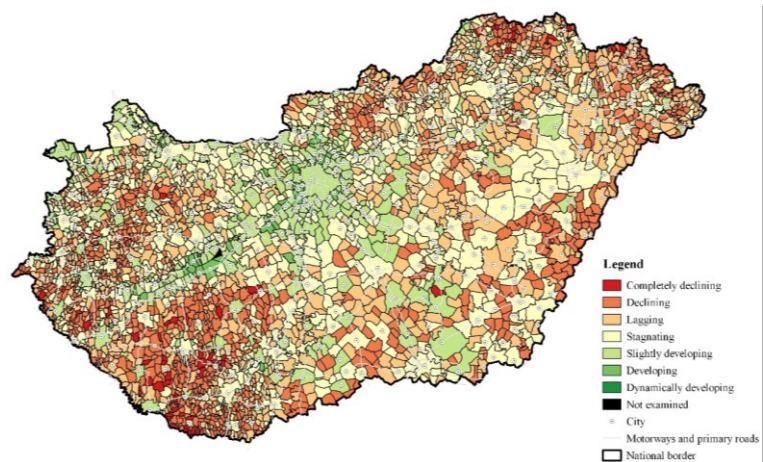 Legend
Completely declining
Declining
Lagging
Stagnating
Slightly developing
Developing
Dynamically developing
Not examined
City
Motorways and primary roads
National border